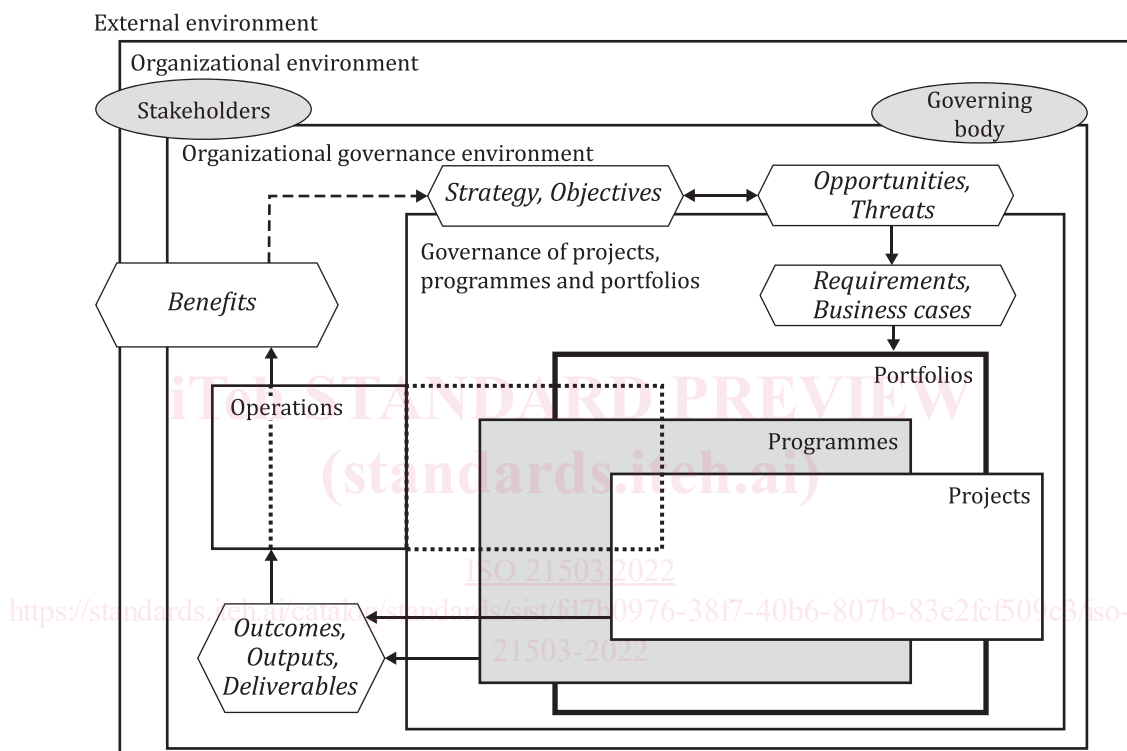 External environment
Organizational environment
Stakeholders
Governing
body
Organizational governance environment
Strategy, Objectives
Opportunities,
Threats
Governance of projects,
programmes and portfolios
Requirements,
Business cases
Benefits
Portfolios
iTeh STANDARD PREVIEW
Operations
Programmes
(standards.iteh.ai)
Projects
ISO 21503:2022
https://standards.iteh.ai/catalog/standards/sist/fd7b0976-38f7-40b6-807b-83e2fcf509c3/iso-
21503-2022
Outcomes,
Outputs,
Deliverables